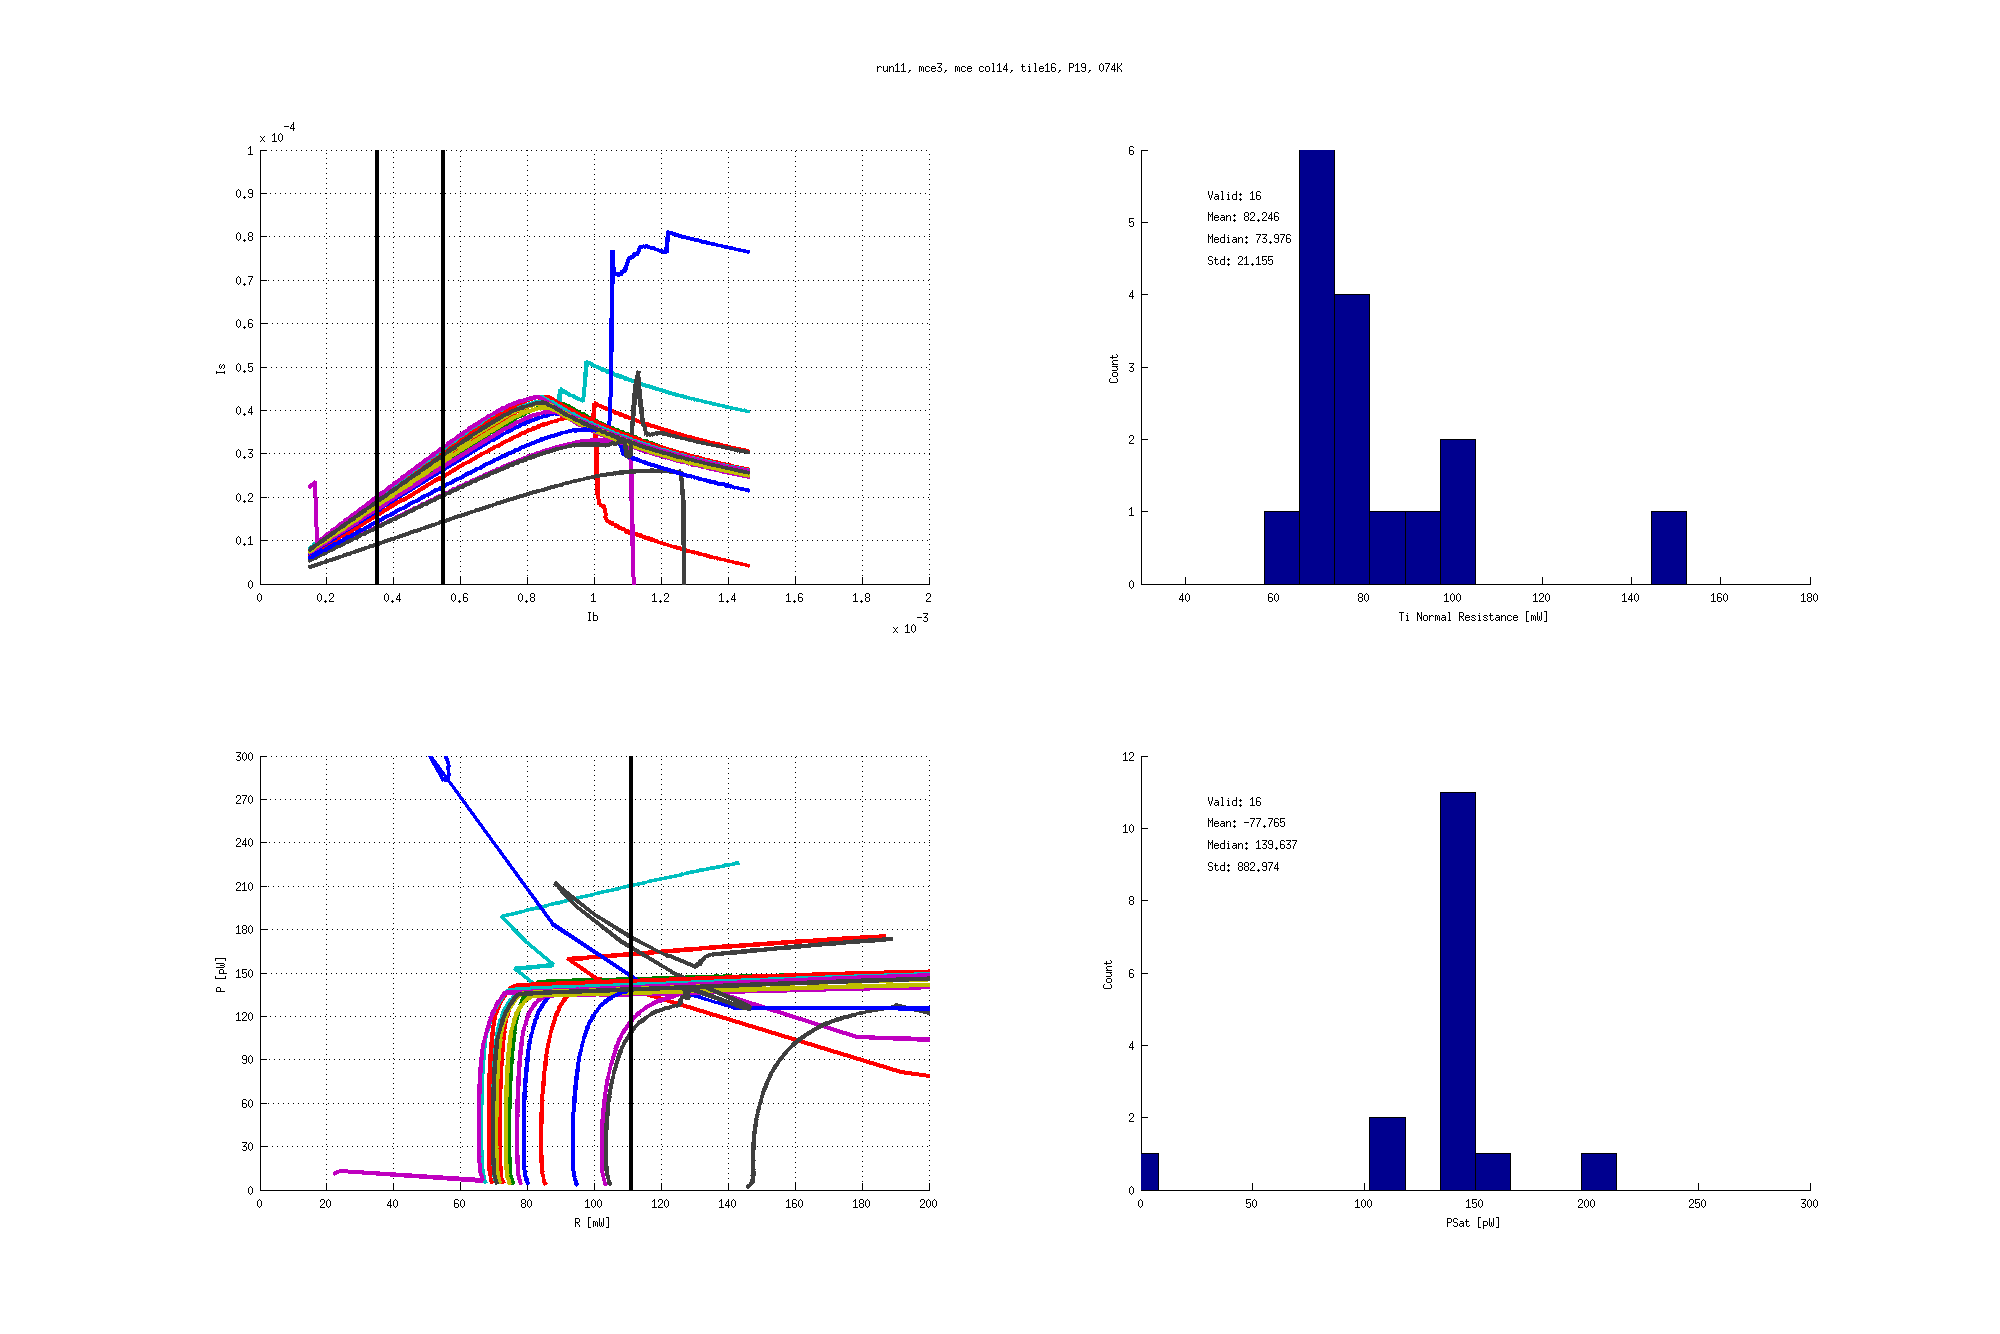 run11, mce3, mce col14, tile16, P19, 074K
x 10^-4
1
0.9
0.8
0.7
0.6
0.5
0.4
0.3
0.2
0.1
0
Is
0 0.2 0.4 0.6 0.8 1 1.2 1.4 1.6 1.8 2
Ib
x 10^-3
6
5
4
3
2
1
0
Count
Valid: 16
Mean: 82.246
Median: 73.976
Std: 21.155
40 60 80 100 120 140 160 180
Ti Normal Resistance [mW]
300
270
240
210
180
150
120
90
60
30
0
P [pW]
0 20 40 60 80 100 120 140 160 180 200
R [mW]
12
10
8
6
4
2
0
Count
Valid: 16
Mean: -77.765
Median: 139.637
Std: 882.974
0 50 100 150 200 250 300
PSat [pW]